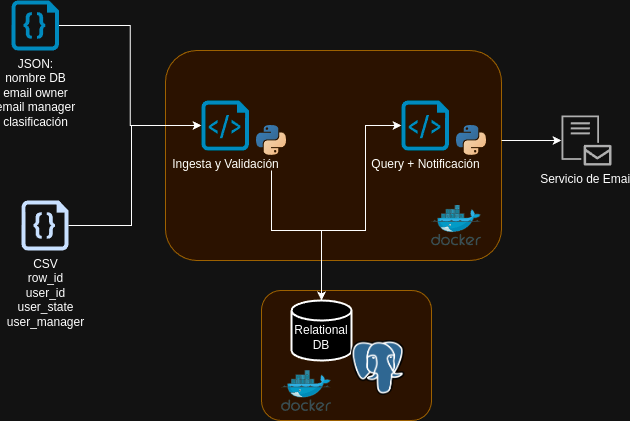 JSON:
nombre DB
email owner
email manager
clasificación
</>
Ingesta y Validación
</>
Query + Notificación
Servicio de Email
docker
{}
CSV
row_id
user_id
user_state
user_manager
Relational
DB
docker